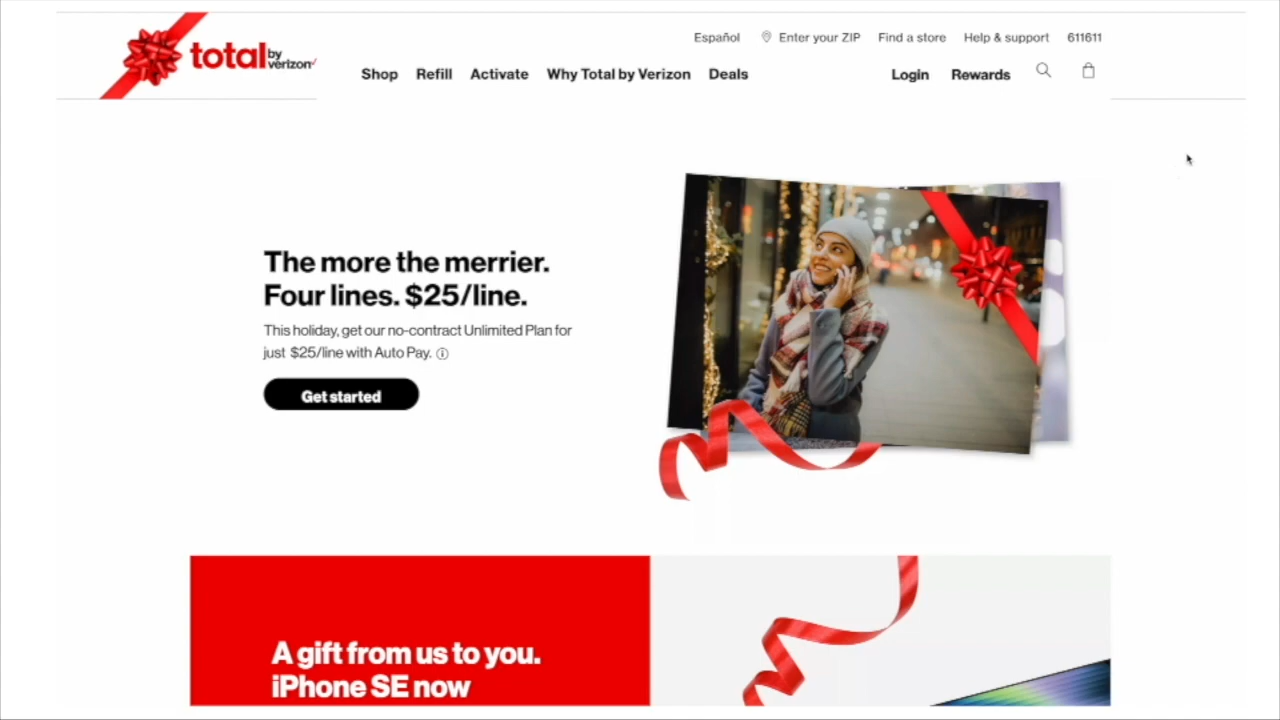 Español Enter your ZIP Find a store Help & support 611611
total by verizon
Shop Refill Activate Why Total by Verizon Deals Login Rewards
The more the merrier.
Four lines. $25/line.
This holiday, get our no-contract Unlimited Plan for
just $25/line with Auto Pay.
Get started
A gift from us to you.
iPhone SE now